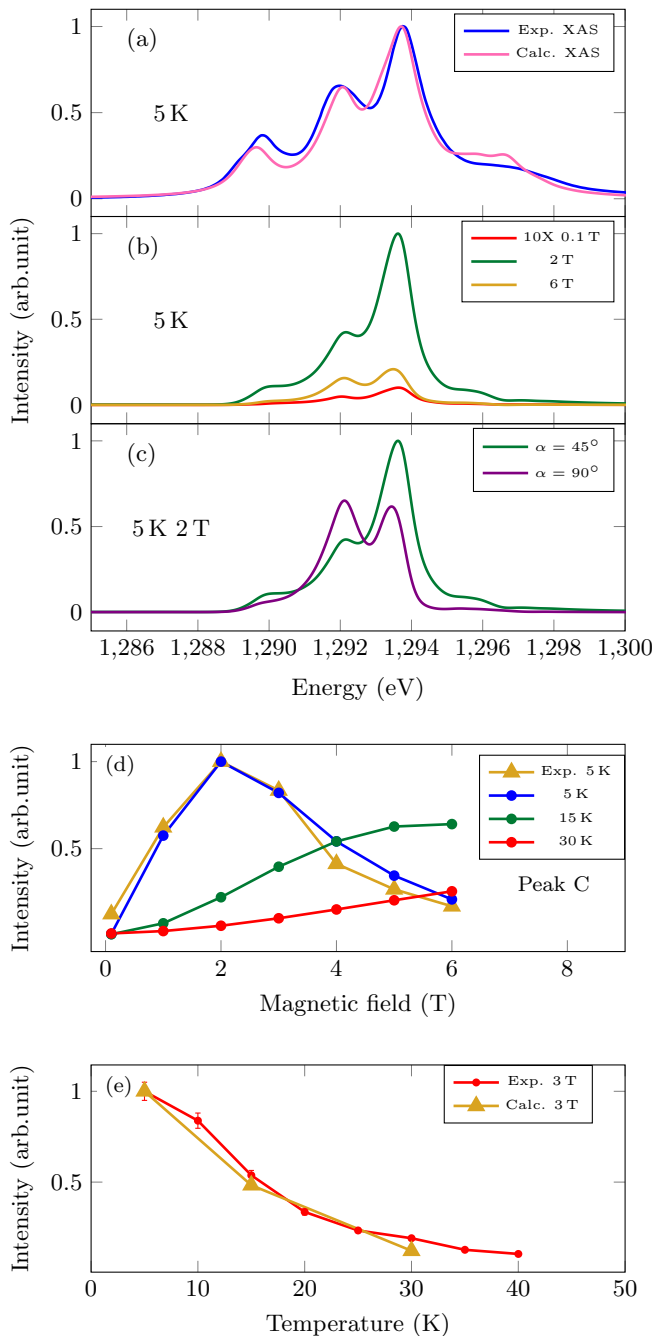 (a)
Exp. XAS
Calc. XAS
5 K
1
0.5
0
(b)
10X 0.1 T
2 T
6 T
5 K
1
0.5
0
Intensity (arb.unit)
(c)
α = 45°
α = 90°
5 K 2 T
1
0.5
0
1,286 1,288 1,290 1,292 1,294 1,296 1,298 1,300
Energy (eV)
(d)
Exp. 5 K
5 K
15 K
30 K
Peak C
1
0.5
Intensity (arb.unit)
0 2 4 6 8
Magnetic field (T)
(e)
Exp. 3 T
Calc. 3 T
1
0.5
Intensity (arb.unit)
0 10 20 30 40 50
Temperature (K)